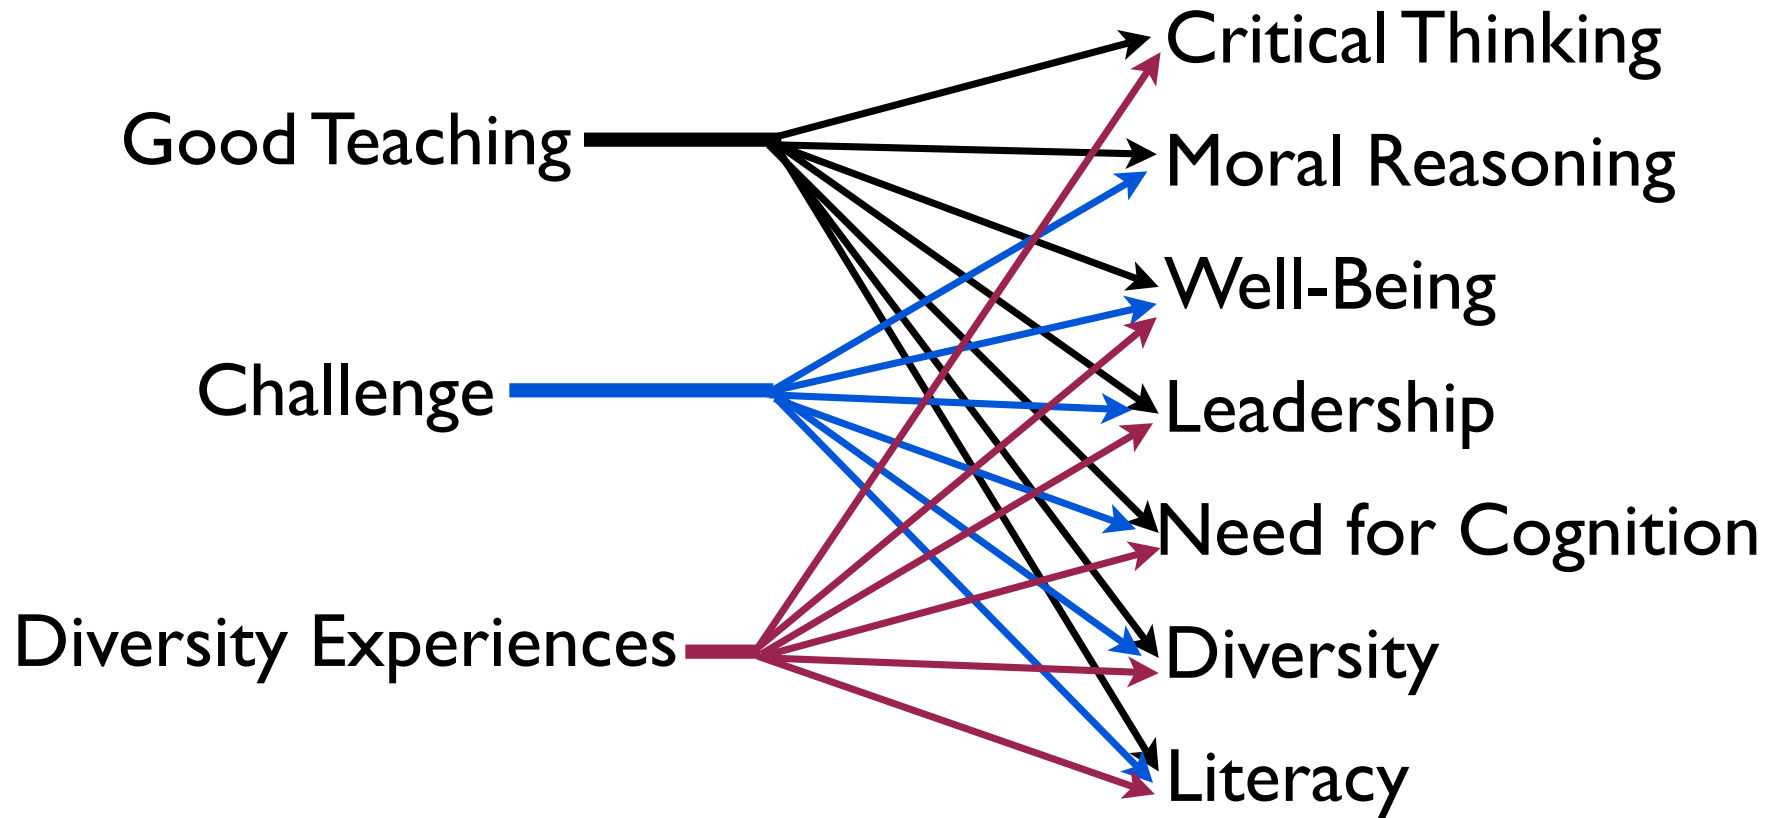 Good Teaching
Challenge
Diversity Experiences
Critical Thinking
Moral Reasoning
Well-Being
Leadership
Need for Cognition
Diversity
Literacy